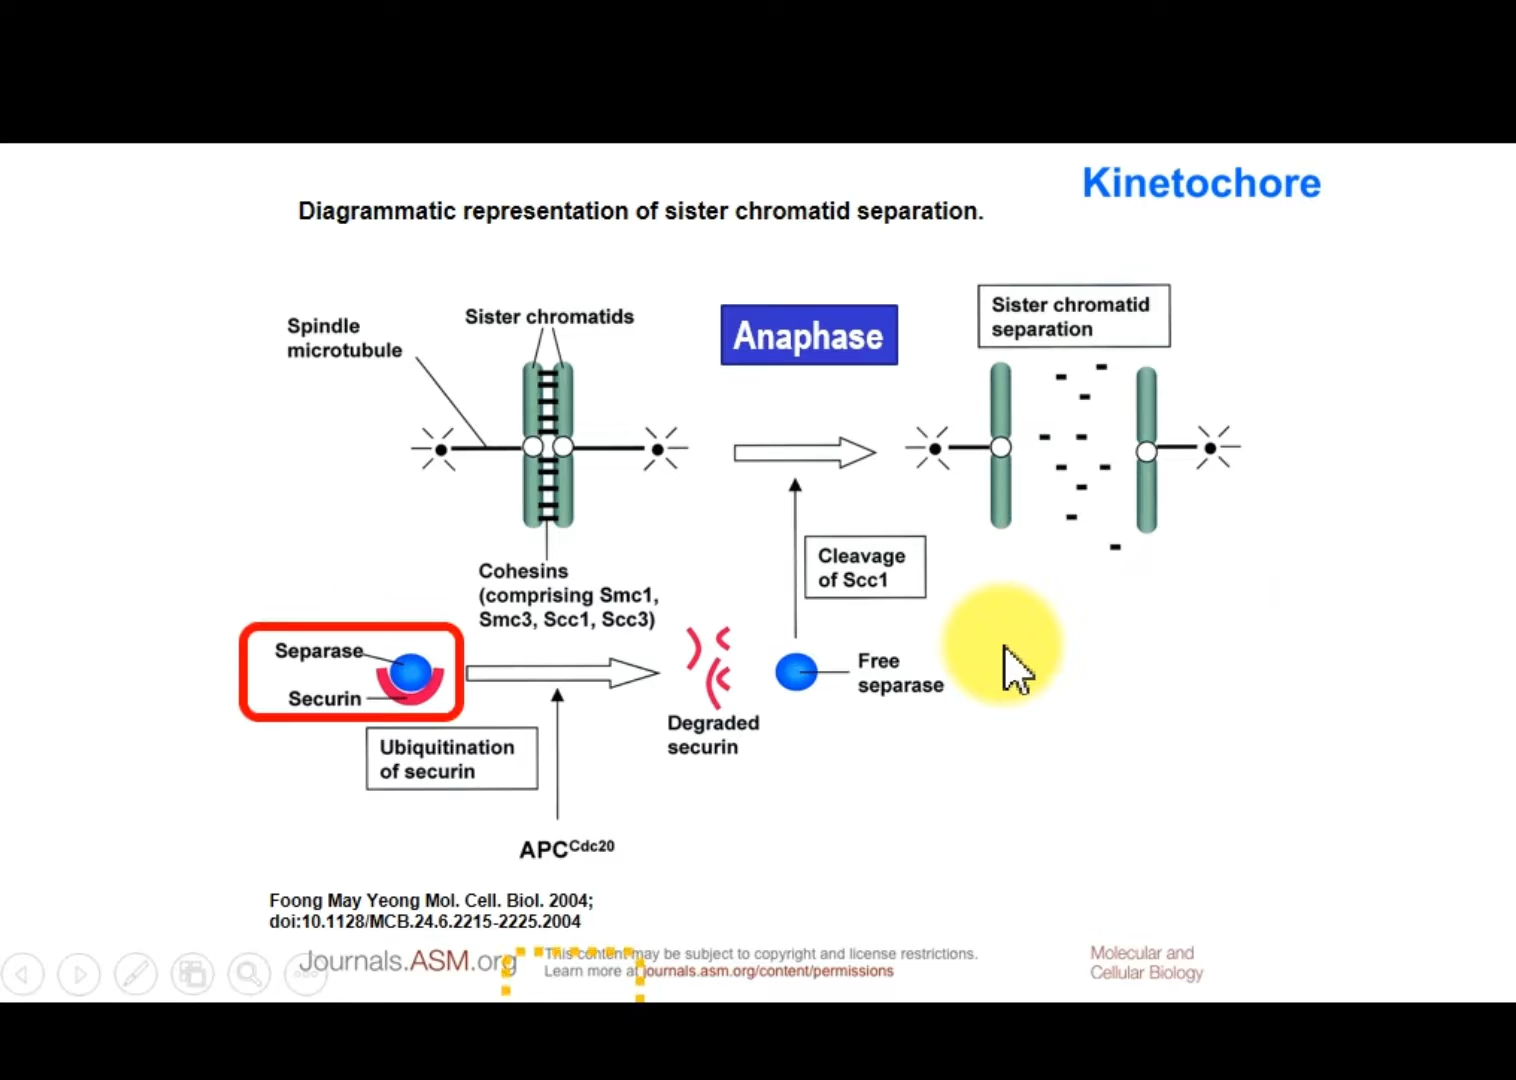 Kinetochore
Diagrammatic representation of sister chromatid separation.
Spindle
microtubule
Sister chromatids
Anaphase
Sister chromatid
separation
Cohesins
(comprising Smc1,
Smc3, Scc1, Scc3)
Cleavage
of Scc1
Separase
Securin
Ubiquitination
of securin
Degraded
securin
Free
separase
APCCdc20
Foong May Yeong Mol. Cell. Biol. 2004;
doi:10.1128/MCB.24.6.2215-2225.2004
Journals.ASM.org
This content may be subject to copyright and license restrictions.
Learn more at journals.asm.org/content/permissions
Molecular and
Cellular Biology